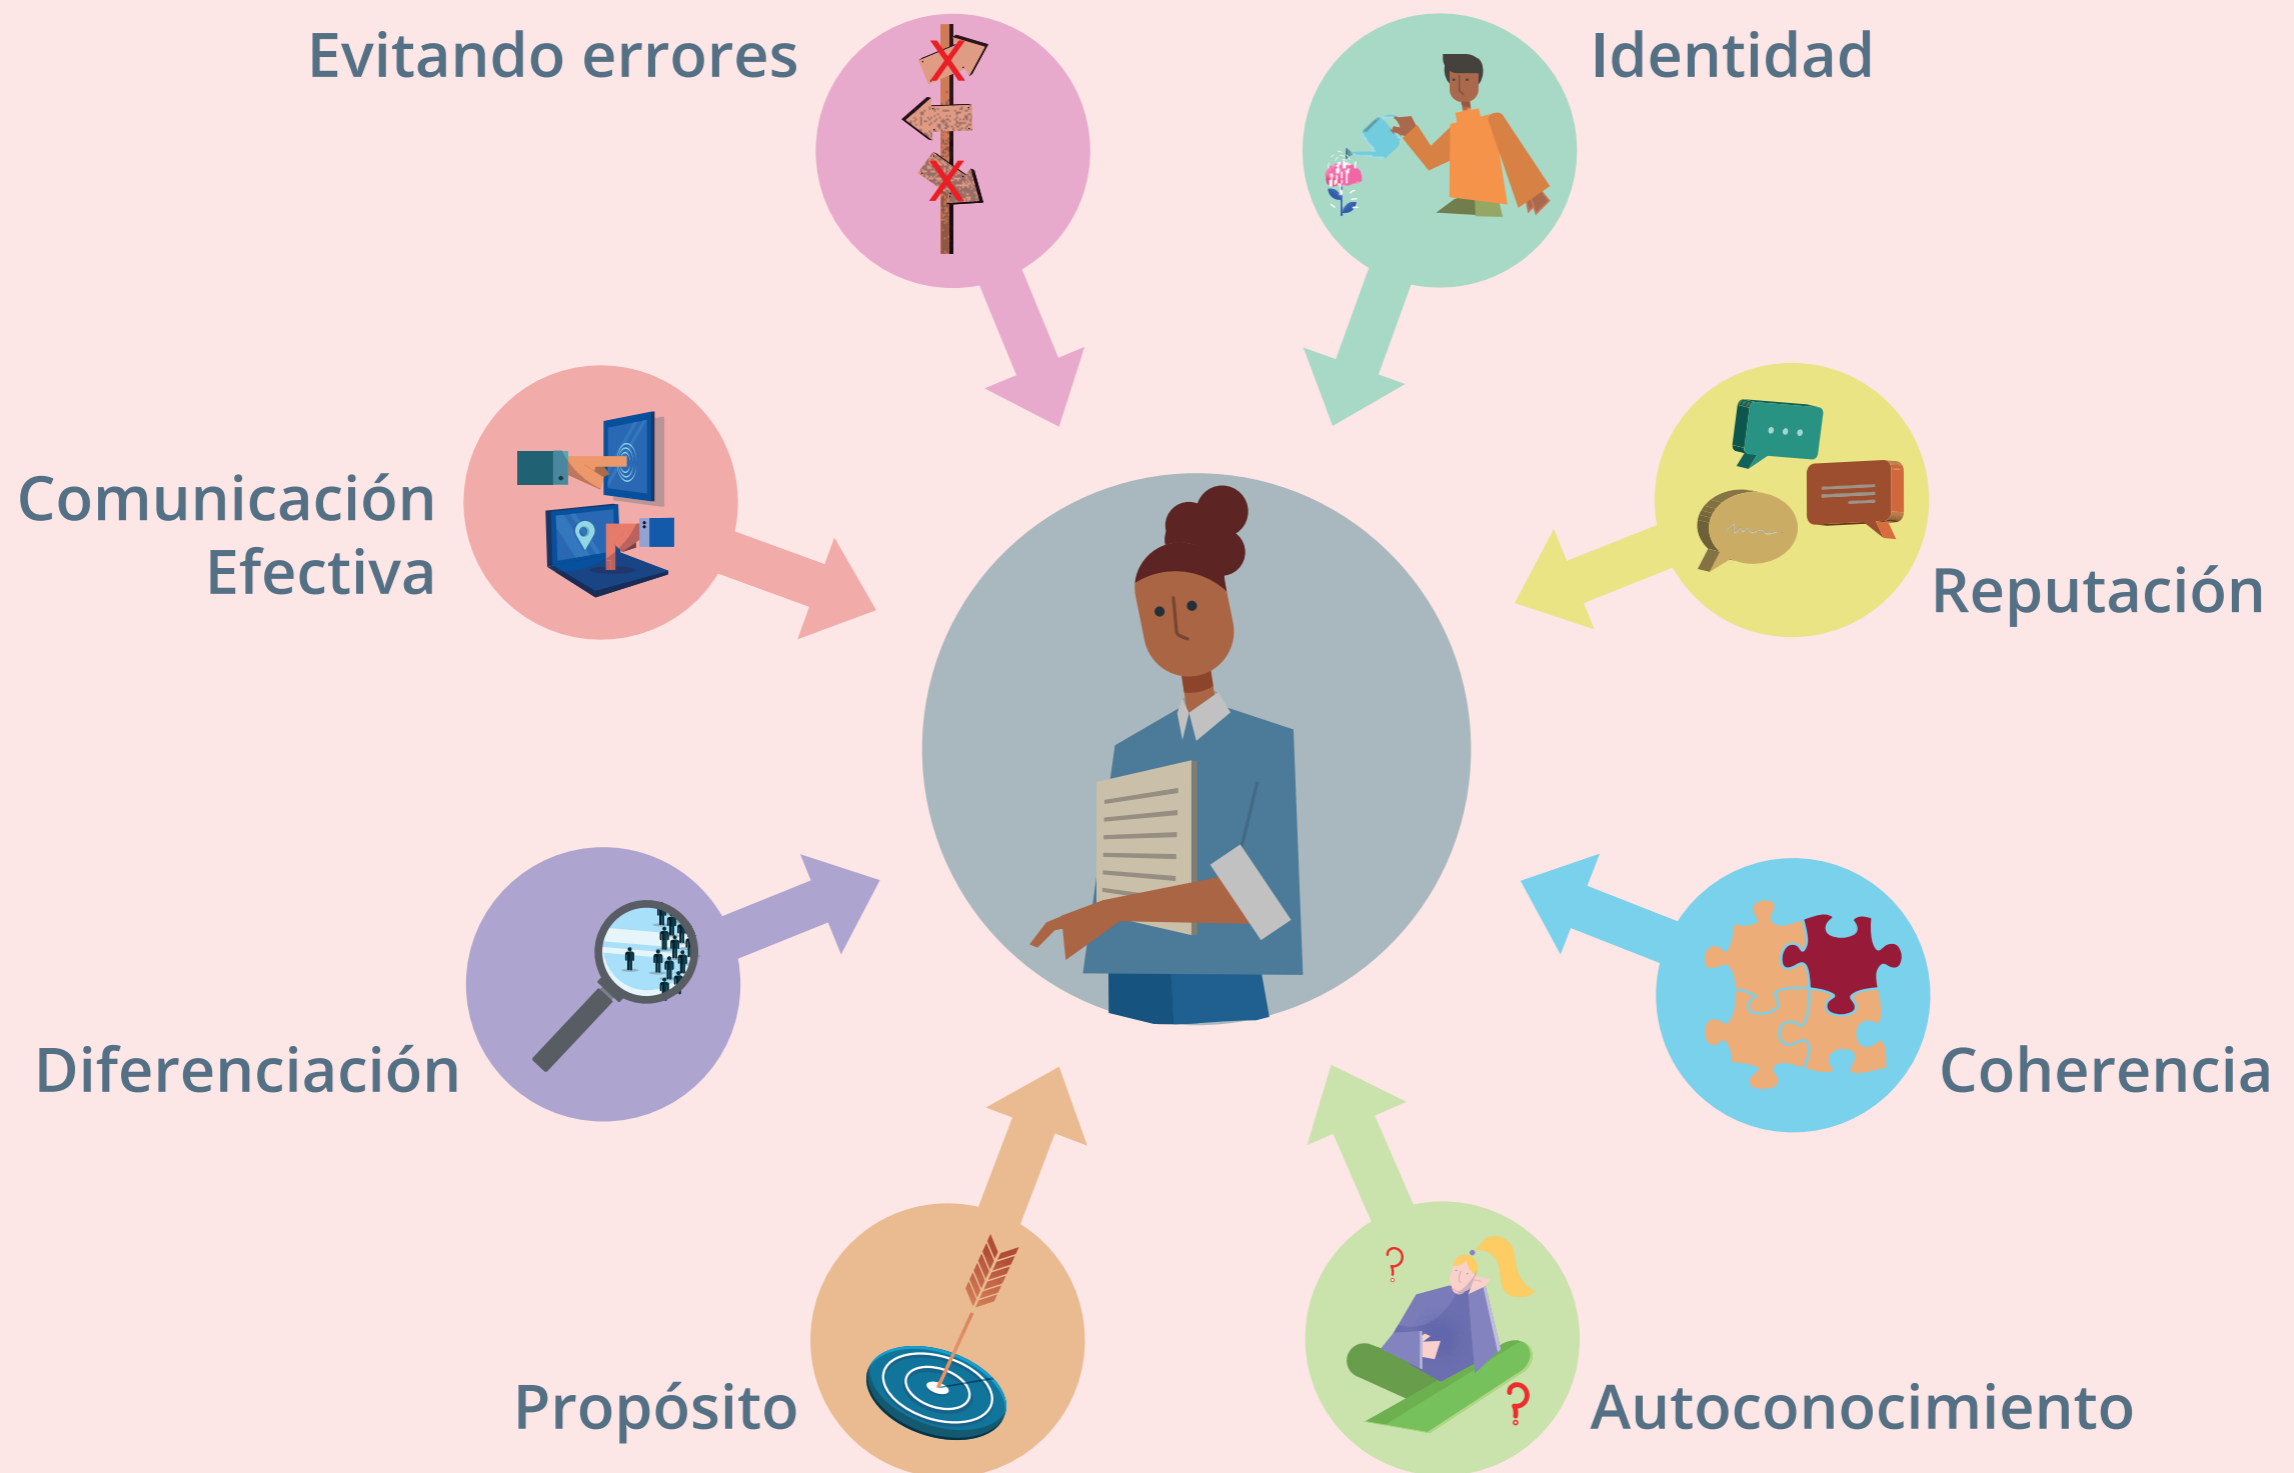 Evitando errores
Identidad
Comunicación
Efectiva
Reputación
Diferenciación
Coherencia
Propósito
Autoconocimiento